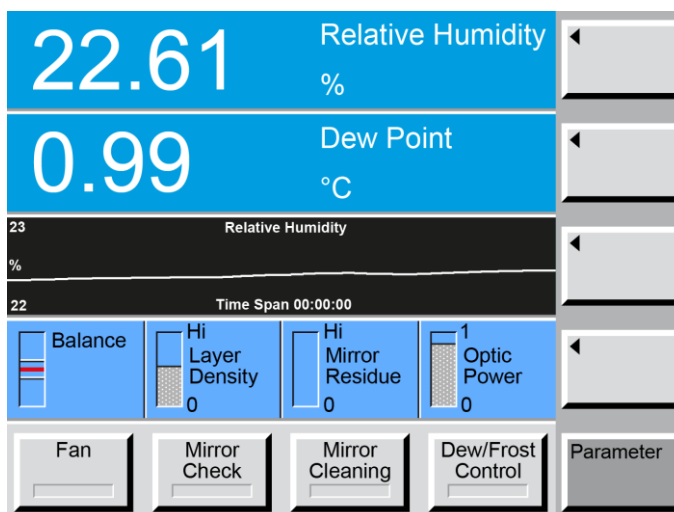 22.61
Relative Humidity
%
0.99
Dew Point
°C
23
Relative Humidity
%
22
Time Span 00:00:00
Balance
Hi
Layer
Density
0
Hi
Mirror
Residue
0
1
Optic
Power
0
Fan
Mirror
Check
Mirror
Cleaning
Dew/Frost
Control
Parameter